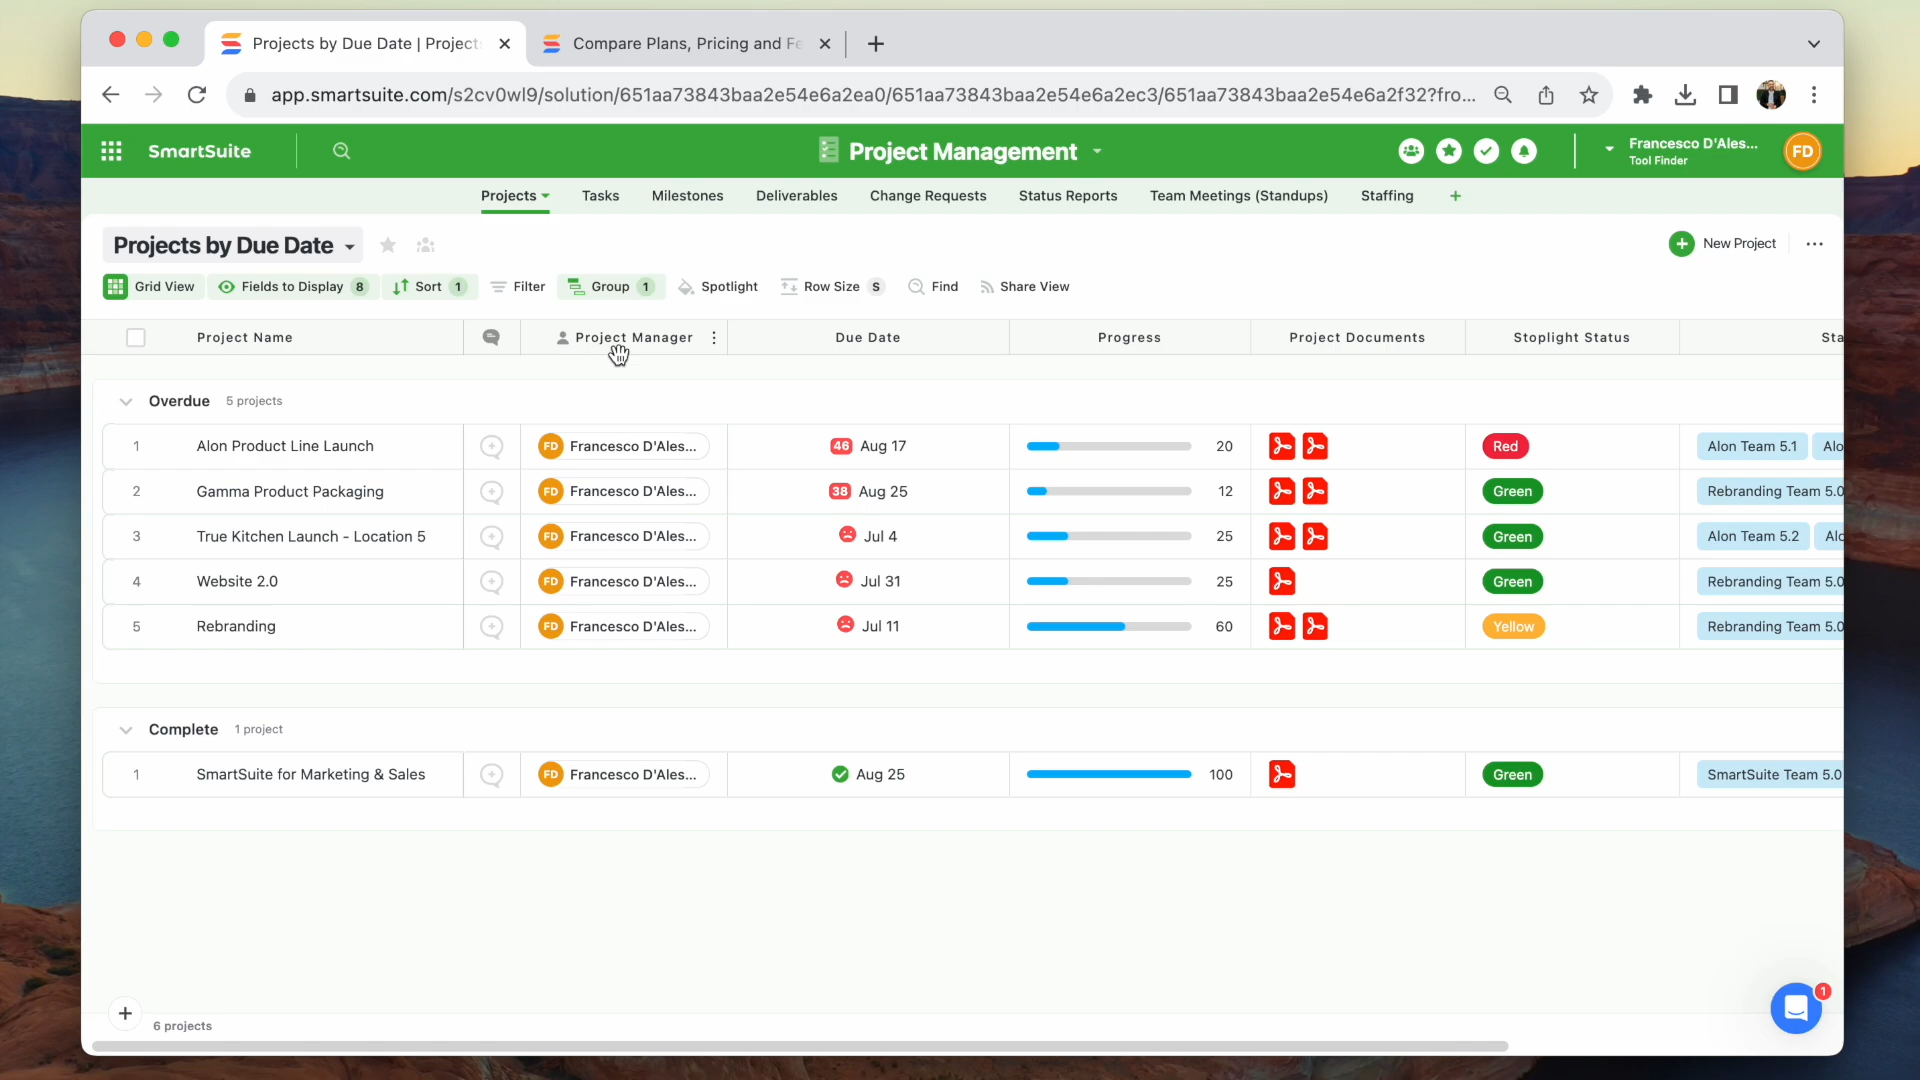 Projects by Due Date | Project
Compare Plans, Pricing and Fe
app.smartsuite.com/s2cv0wl9/solution/651aa73843baa2e54e6a2ea0/651aa73843baa2e54e6a2ec3/651aa73843baa2e54e6a2f32?fro...
SmartSuite
Project Management
Francesco D'Ales...
Tool Finder
FD
Projects Tasks Milestones Deliverables Change Requests Status Reports Team Meetings (Standups) Staffing +
Projects by Due Date
New Project
Grid View Fields to Display 8 Sort 1 Filter Group 1 Spotlight Row Size S Find Share View
Project Name Project Manager Due Date Progress Project Documents Stoplight Status Sta
Overdue 5 projects
1 Alon Product Line Launch FD Francesco D'Ales... 46 Aug 17 20 Red Alon Team 5.1 Alo
2 Gamma Product Packaging FD Francesco D'Ales... 38 Aug 25 12 Green Rebranding Team 5.0
3 True Kitchen Launch - Location 5 FD Francesco D'Ales... Jul 4 25 Green Alon Team 5.2 Alo
4 Website 2.0 FD Francesco D'Ales... Jul 31 25 Green Rebranding Team 5.0
5 Rebranding FD Francesco D'Ales... Jul 11 60 Yellow Rebranding Team 5.0
Complete 1 project
1 SmartSuite for Marketing & Sales FD Francesco D'Ales... Aug 25 100 Green SmartSuite Team 5.0
1
6 projects